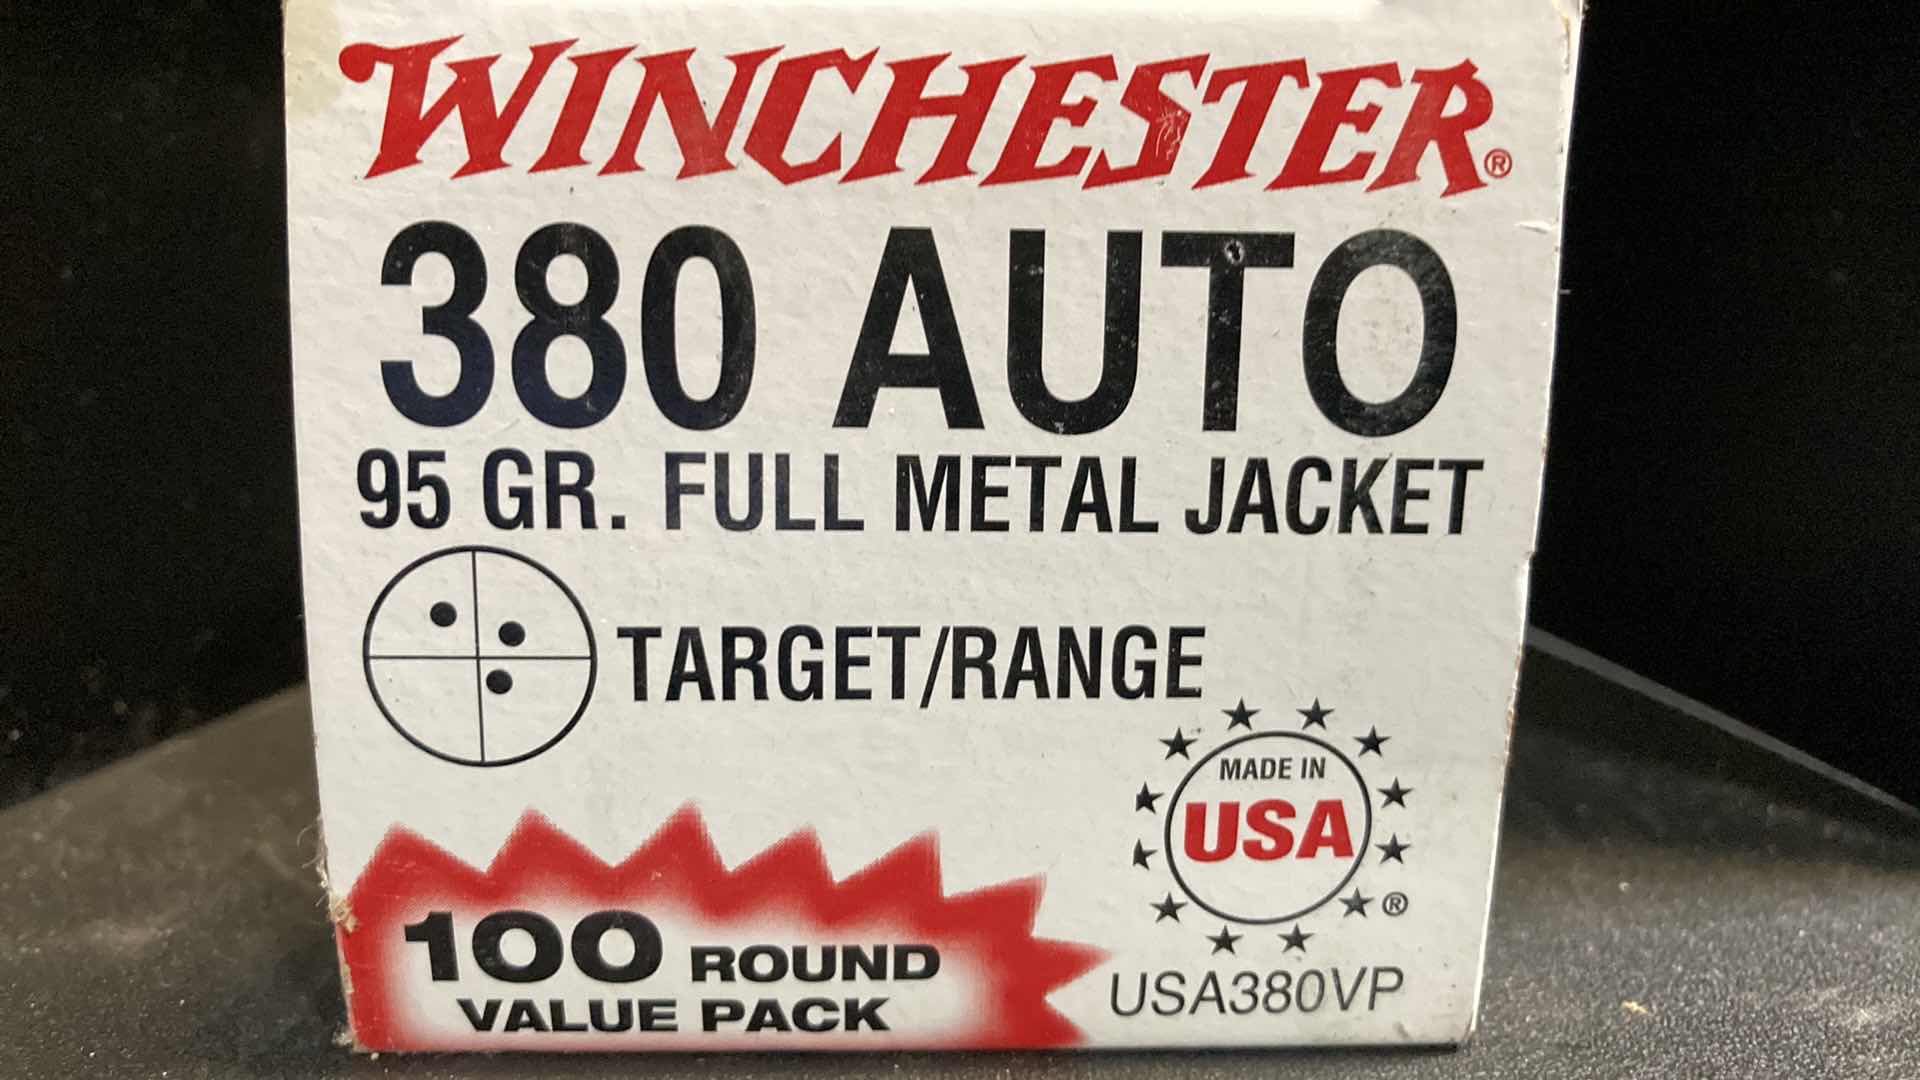 WINCHESTER®
380 AUTO
95 GR. FULL METAL JACKET
TARGET/RANGE
MADE IN
USA
®
100 ROUND
VALUE PACK
USA380VP